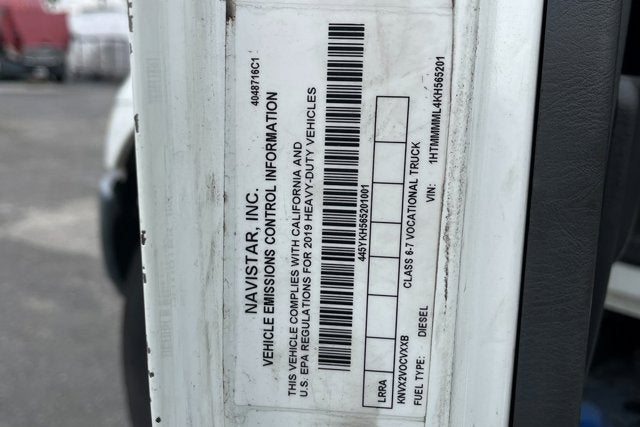 4048716C1
NAVISTAR, INC.
VEHICLE EMISSIONS CONTROL INFORMATION
THIS VEHICLE COMPLIES WITH CALIFORNIA AND
U.S. EPA REGULATIONS FOR 2019 HEAVY-DUTY VEHICLES
445YKH565201001
LRRA
KNVX2VOCVXXB CLASS 6-7 VOCATIONAL TRUCK
FUEL TYPE: DIESEL VIN: 1HTMMMML4KH565201